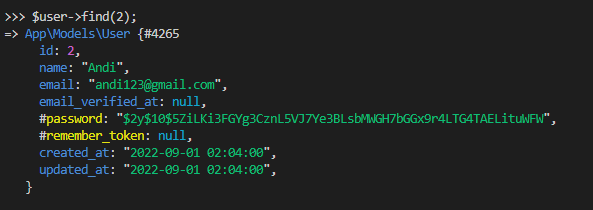 >>> $user->find(2);
=> App\Models\User {#4265
id: 2,
name: "Andi",
email: "andi123@gmail.com",
email_verified_at: null,
#password: "$2y$10$5ZiLKi3FGYg3CznL5VJ7Ye3BLsbMWGH7bGGx9r4LTG4TAELituWFW",
#remember_token: null,
created_at: "2022-09-01 02:04:00",
updated_at: "2022-09-01 02:04:00",
}